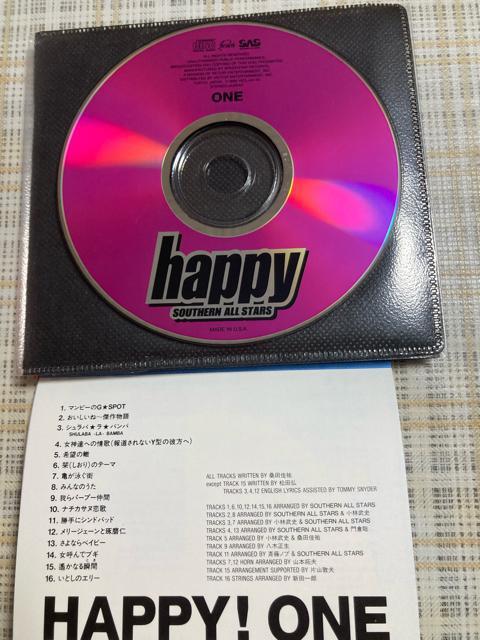 COMPACT disc DIGITAL AUDIO taishita SAS
ALL RIGHTS RESERVED.
TOKYO, JAPAN
ONE
happy
SOUTHERN ALL STARS
MADE IN U.S.A.
1. マンピーのG★SPOT
2. おいしいね〜傑作物語
3. シュラバ★ラ★バンバ
SHULABA-LA-BAMBA
4. 女神達への情歌(報道されないY型の彼方へ)
5. 希望の轍
6. 栞(しおり)のテーマ
7. 亀が泳ぐ街
8. みんなのうた
9. 我らパープー仲間
10. ナチカサヌ恋歌
11. 勝手にシンドバッド
12. メリージェーンと琢磨仁
13. さよならベイビー
14. 女呼んでブギ
15. 遥かなる瞬間
16. いとしのエリー
ALL TRACKS WRITTEN BY 桑田佳祐
except TRACK 15 WRITTEN BY 松田弘
TRACKS 3,4,12 ENGLISH LYRICS ASSISTED BY TOMMY SNYDER
TRACKS 1,6,10,12,14,15,16 ARRANGED BY SOUTHERN ALL STARS
TRACKS 2,8 ARRANGED BY SOUTHERN ALL STARS & 小林武史
TRACKS 3,7 ARRANGED BY 小林武史 & SOUTHERN ALL STARS
TRACKS 4,13 ARRANGED BY SOUTHERN ALL STARS & 門倉聡
TRACK 5 ARRANGED BY 小林武史 & 桑田佳祐
TRACK 9 ARRANGED BY 八木正生
TRACK 11 ARRANGED BY 斉藤ノブ & SOUTHERN ALL STARS
TRACKS 7,12 HORN ARRANGED BY 山本拓夫
TRACK 15 ARRANGEMENT SUPPORTED BY 片山敦夫
TRACK 16 STRINGS ARRANGED BY 新田一郎
HAPPY! ONE